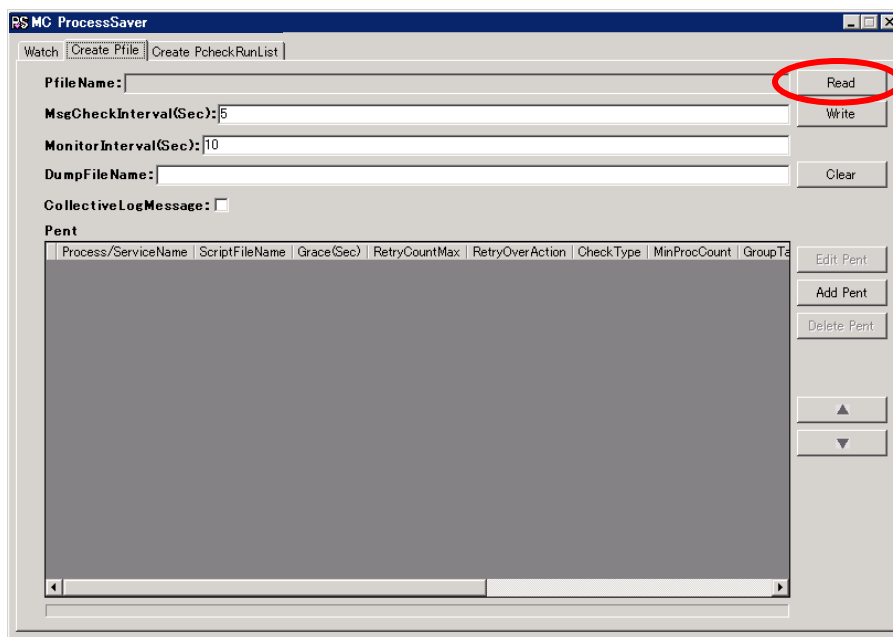 PS MC ProcessSaver
Watch Create Pfile Create PcheckRunList
PfileName: Read
MsgCheckInterval(Sec): 5 Write
MonitorInterval(Sec): 10
DumpFileName: Clear
CollectiveLogMessage:
Pent
Process/ServiceName ScriptFileName Grace(Sec) RetryCountMax RetryOverAction CheckType MinProcCount GroupTa
Edit Pent
Add Pent
Delete Pent